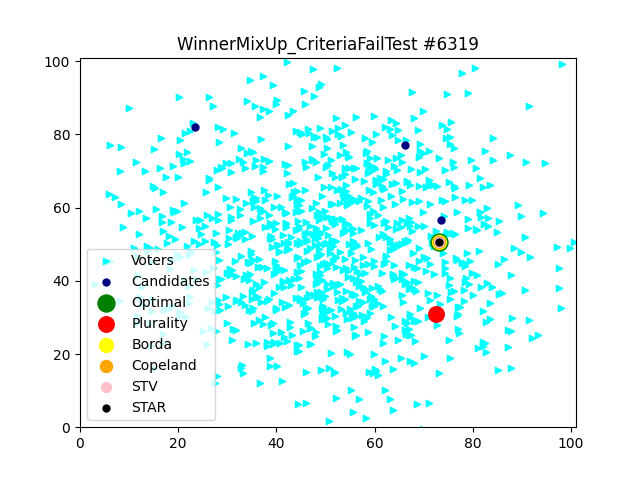 WinnerMixUp_CriteriaFailTest #6319
100
80
60
40
20
0
Voters
Candidates
Optimal
Plurality
Borda
Copeland
STV
STAR
0 20 40 60 80 100